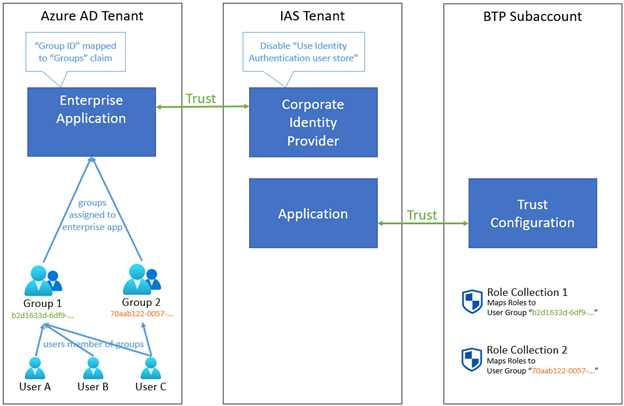 Azure AD Tenant
IAS Tenant
BTP Subaccount
"Group ID" mapped
to "Groups" claim
Disable "Use Identity
Authentication user store"
Enterprise
Application
Trust
Corporate
Identity
Provider
Application
Trust
Trust
Configuration
groups
assigned to
enterprise app
Group 1
b2d1633d-6df9-...
Group 2
70aab122-0057-...
users member of groups
User A
User B
User C
Role Collection 1
Maps Roles to
User Group "b2d1633d-6df9-..."
Role Collection 2
Maps Roles to
User Group "70aab122-0057-..."